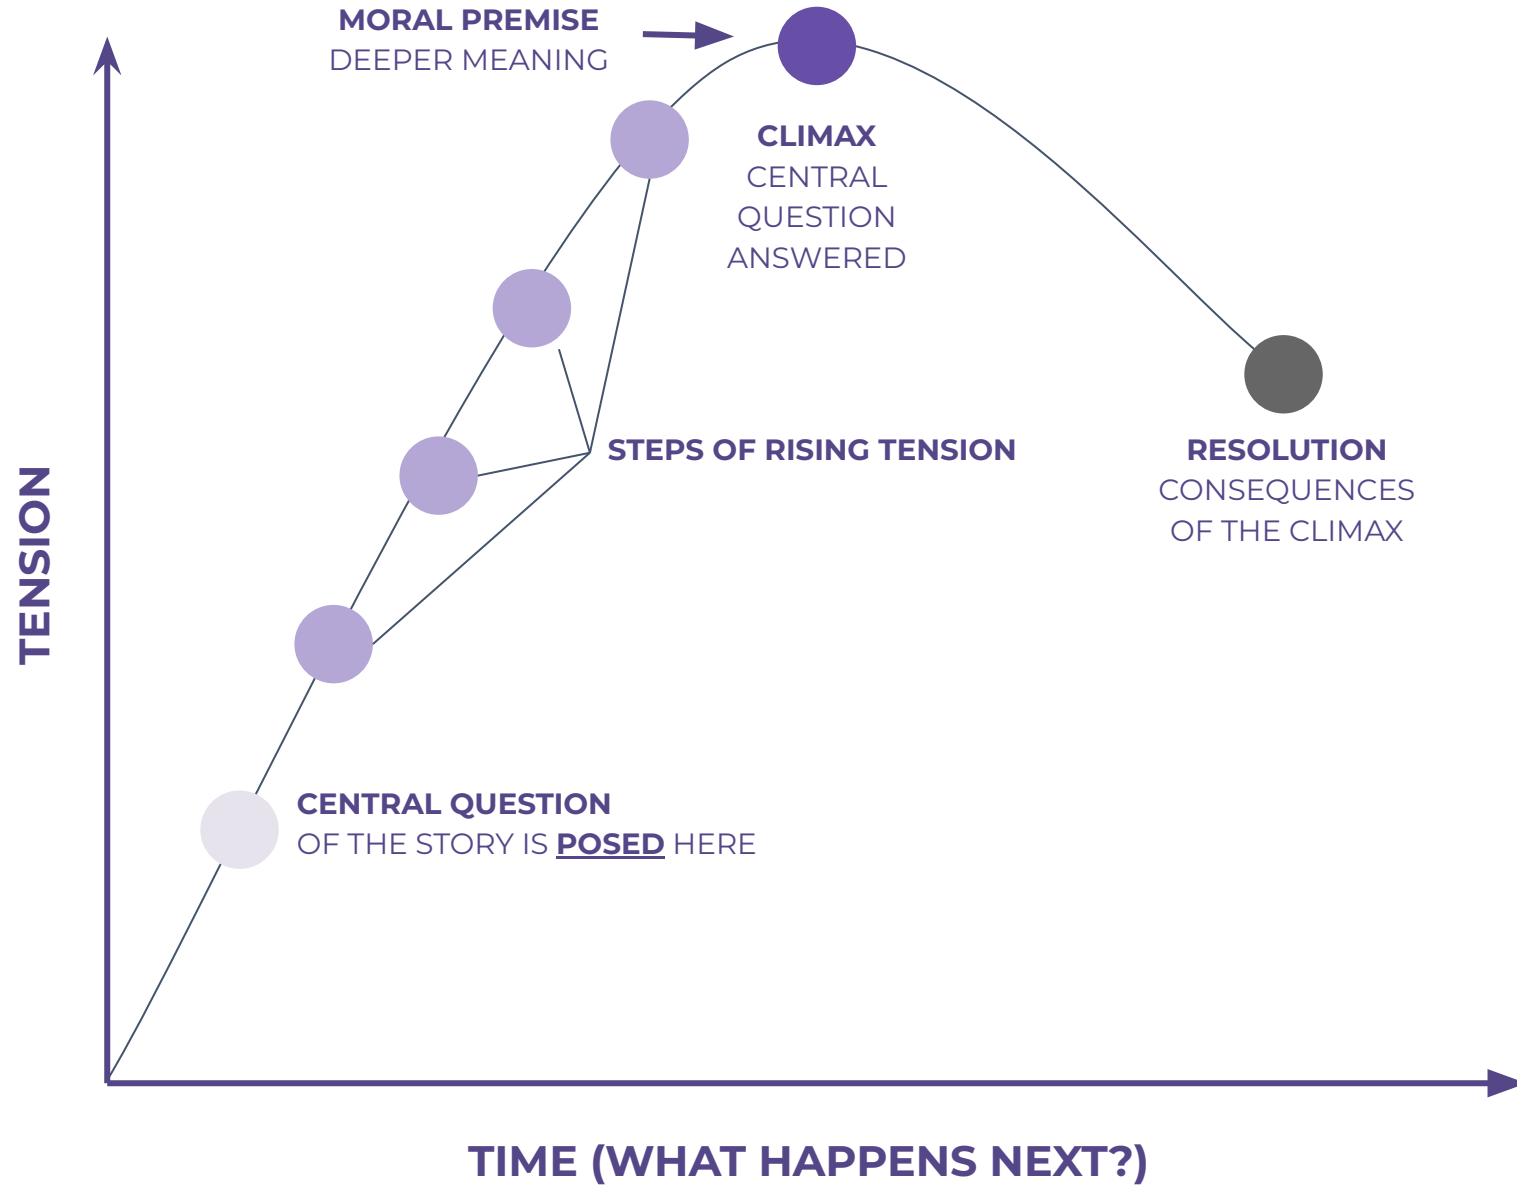 MORAL PREMISE
DEEPER MEANING
CLIMAX
CENTRAL
QUESTION
ANSWERED
STEPS OF RISING TENSION
RESOLUTION
CONSEQUENCES
OF THE CLIMAX
TENSION
CENTRAL QUESTION
OF THE STORY IS POSED HERE
TIME (WHAT HAPPENS NEXT?)